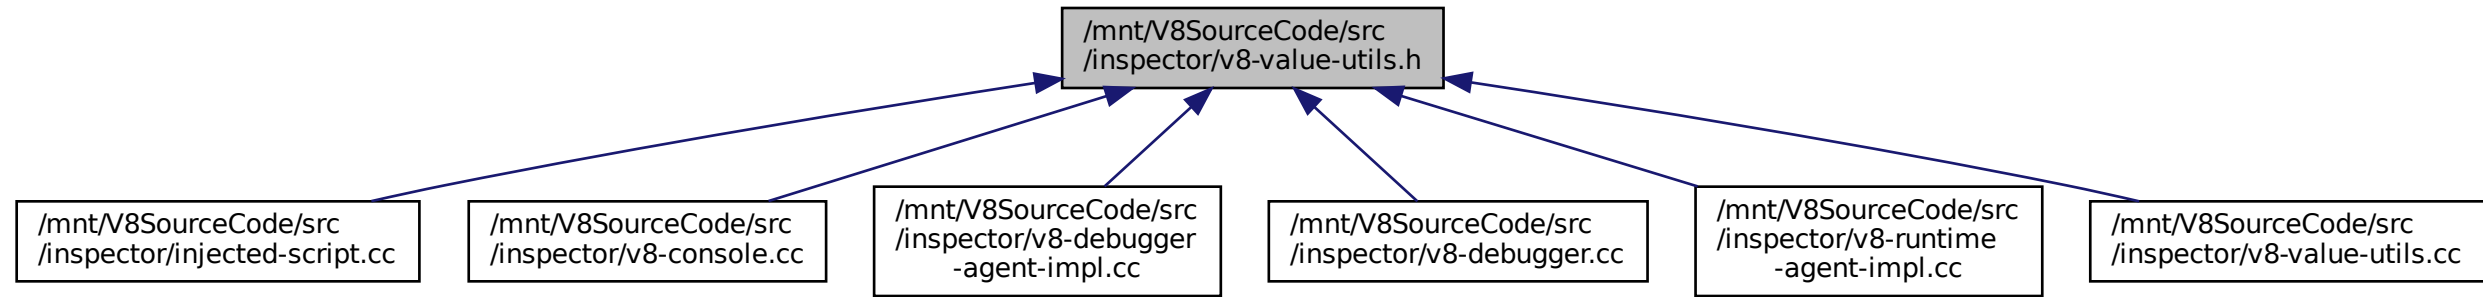 /mnt/V8SourceCode/src
/inspector/v8-value-utils.h
/mnt/V8SourceCode/src
/inspector/injected-script.cc
/mnt/V8SourceCode/src
/inspector/v8-console.cc
/mnt/V8SourceCode/src
/inspector/v8-debugger
-agent-impl.cc
/mnt/V8SourceCode/src
/inspector/v8-debugger.cc
/mnt/V8SourceCode/src
/inspector/v8-runtime
-agent-impl.cc
/mnt/V8SourceCode/src
/inspector/v8-value-utils.cc